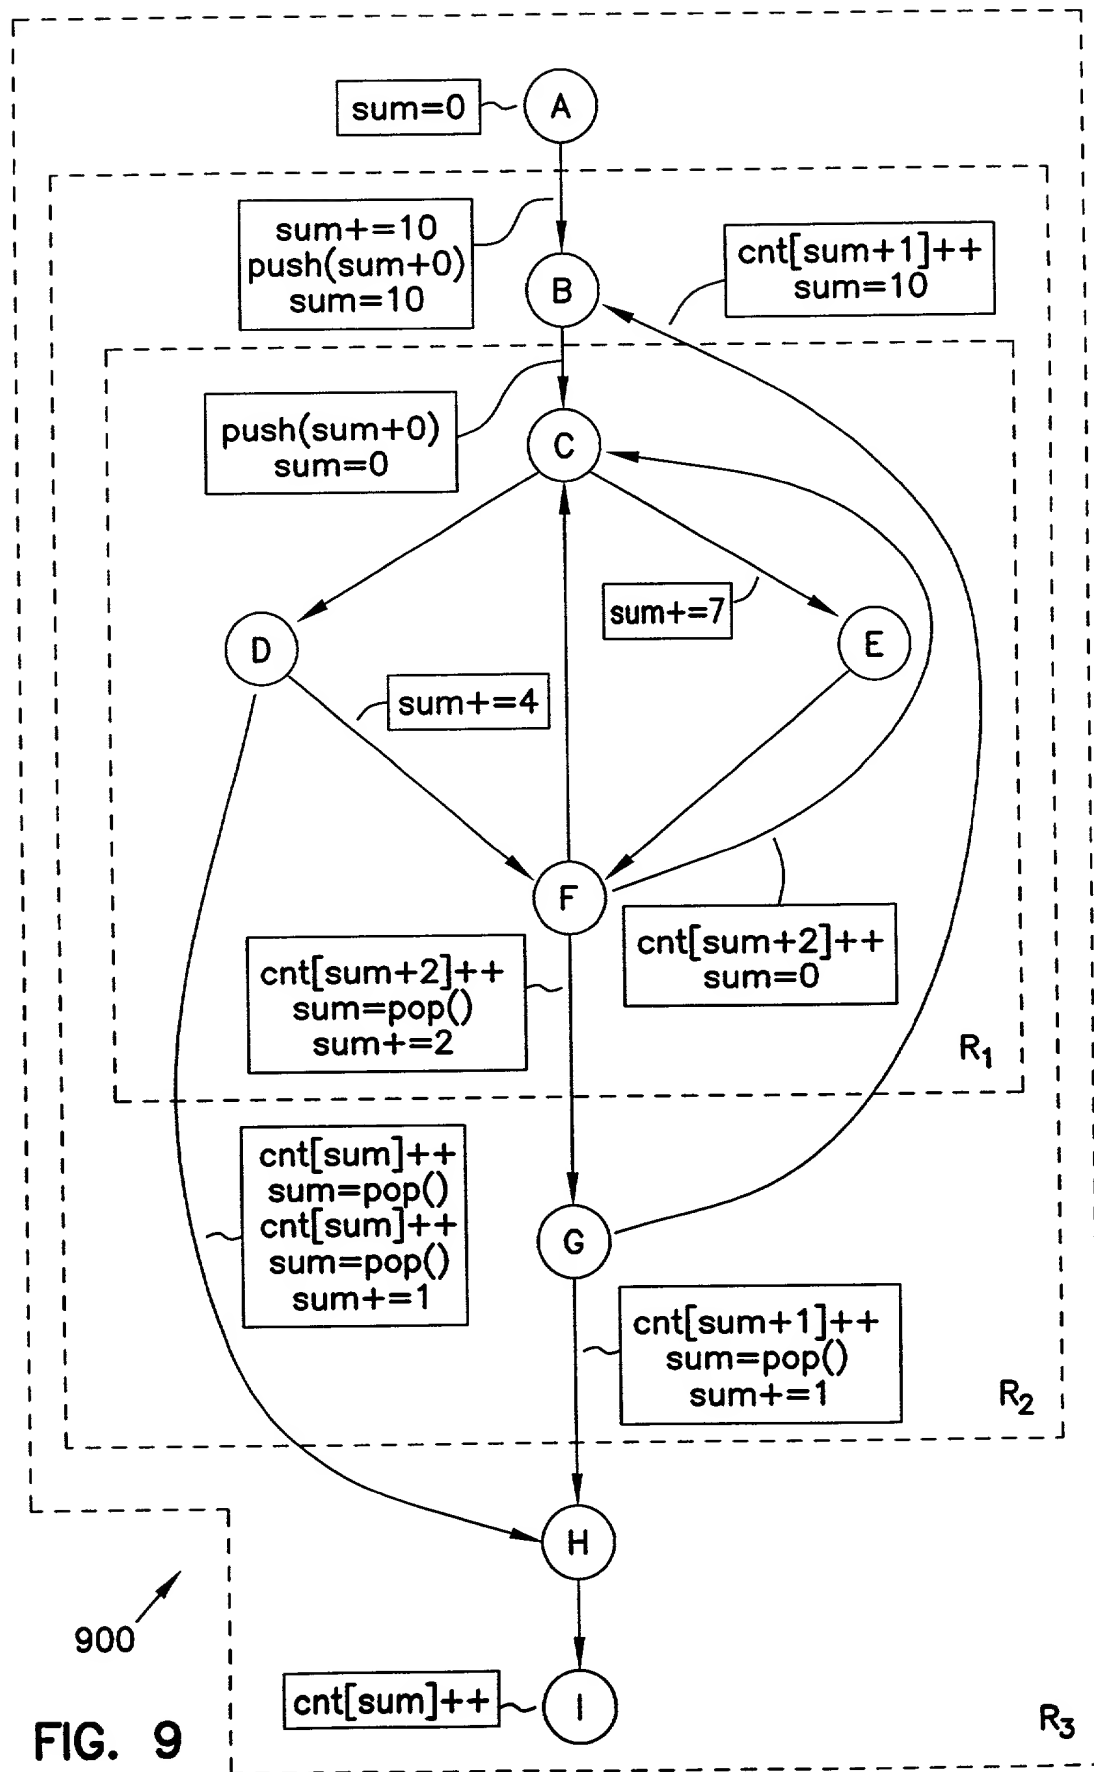 sum=0
A
sum+=10
push(sum+0)
sum=10
B
cnt[sum+1]++
sum=10
push(sum+0)
sum=0
C
sum+=7
D
E
sum+=4
F
cnt[sum+2]++
sum=pop()
sum+=2
cnt[sum+2]++
sum=0
R1
cnt[sum]++
sum=pop()
cnt[sum]++
sum=pop()
sum+=1
G
cnt[sum+1]++
sum=pop()
sum+=1
R2
H
900
cnt[sum]++
I
R3
FIG. 9